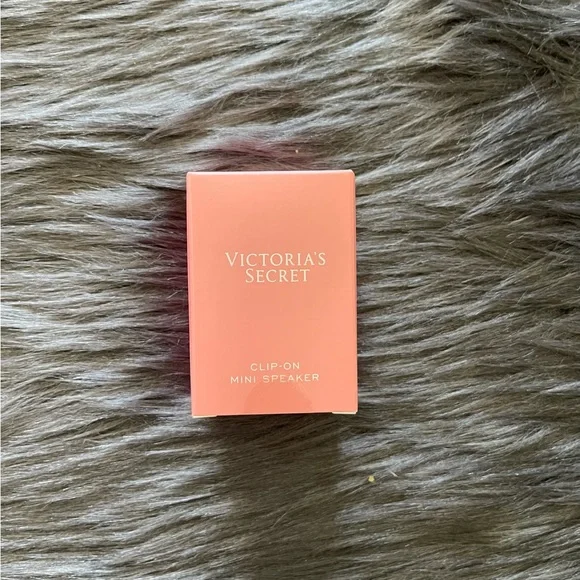 VICTORIA'S
SECRET
CLIP-ON
MINI SPEAKER